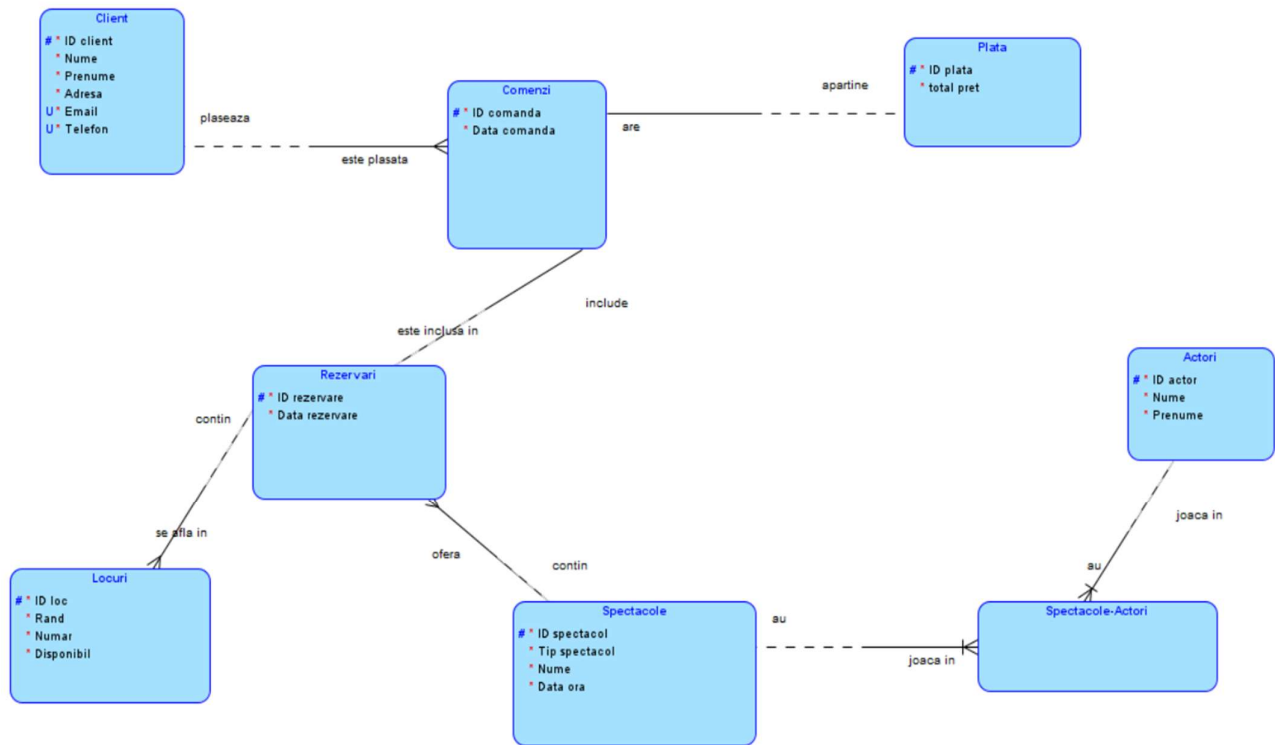 Client
# * ID client
* Nume
* Prenume
* Adresa
U * Email
U * Telefon
plaseaza
este plasata
Comenzi
# * ID comanda
* Data comanda
are
apartine
Plata
# * ID plata
* total pret
include
este inclusa in
Rezervari
# * ID rezervare
* Data rezervare
contin
se afla in
Locuri
# * ID loc
* Rand
* Numar
* Disponibil
ofera
contin
Spectacole
# * ID spectacol
* Tip spectacol
* Nume
* Data ora
au
joaca in
Actori
# * ID actor
* Nume
* Prenume
joaca in
au
Spectacole-Actori